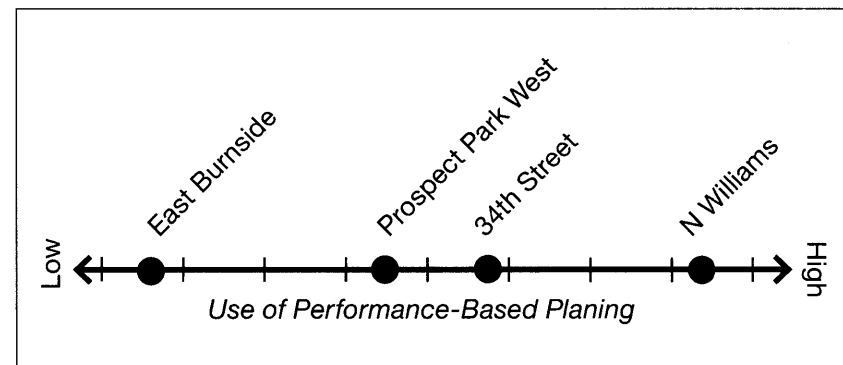 East Burnside
Prospect Park West
34th Street
N Williams
Low
High
Use of Performance-Based Planing